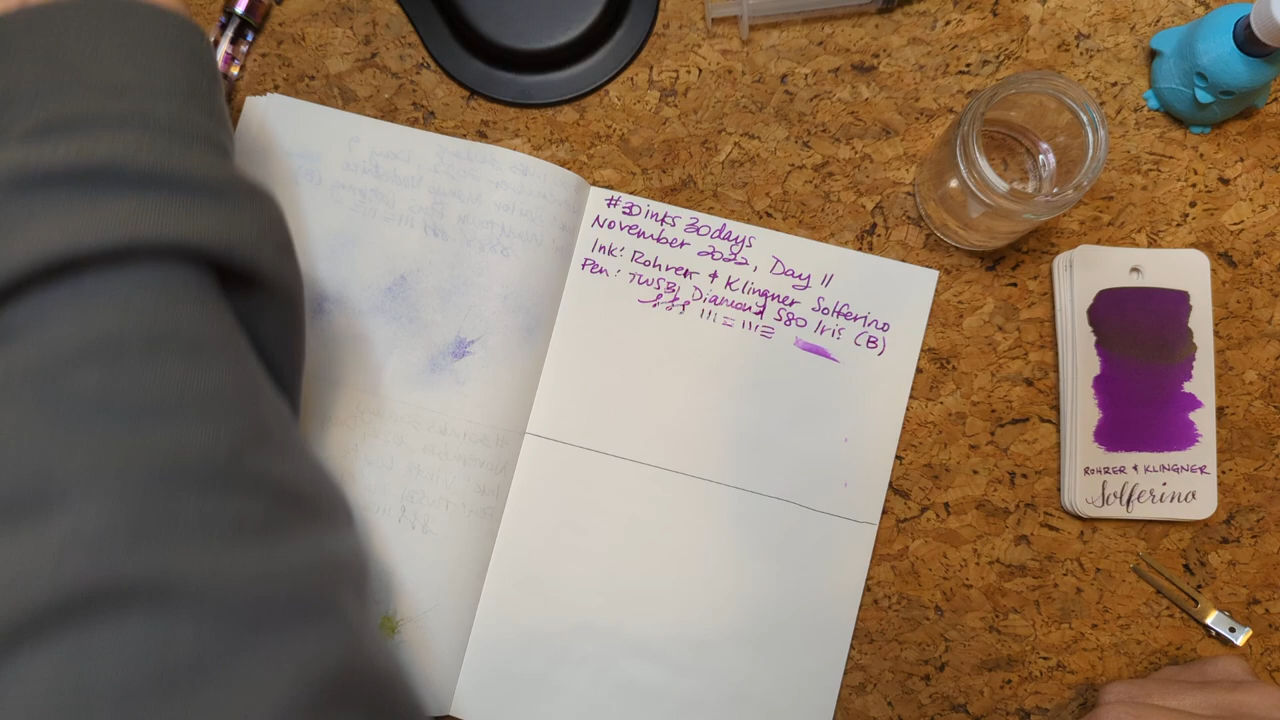 #30inks30days
November 2022, Day 11
Ink: Rohrer & Klingner Solferino
Pen: TWSBI Diamond 580 Iris (B)
ROHRER & KLINGNER
Solferino